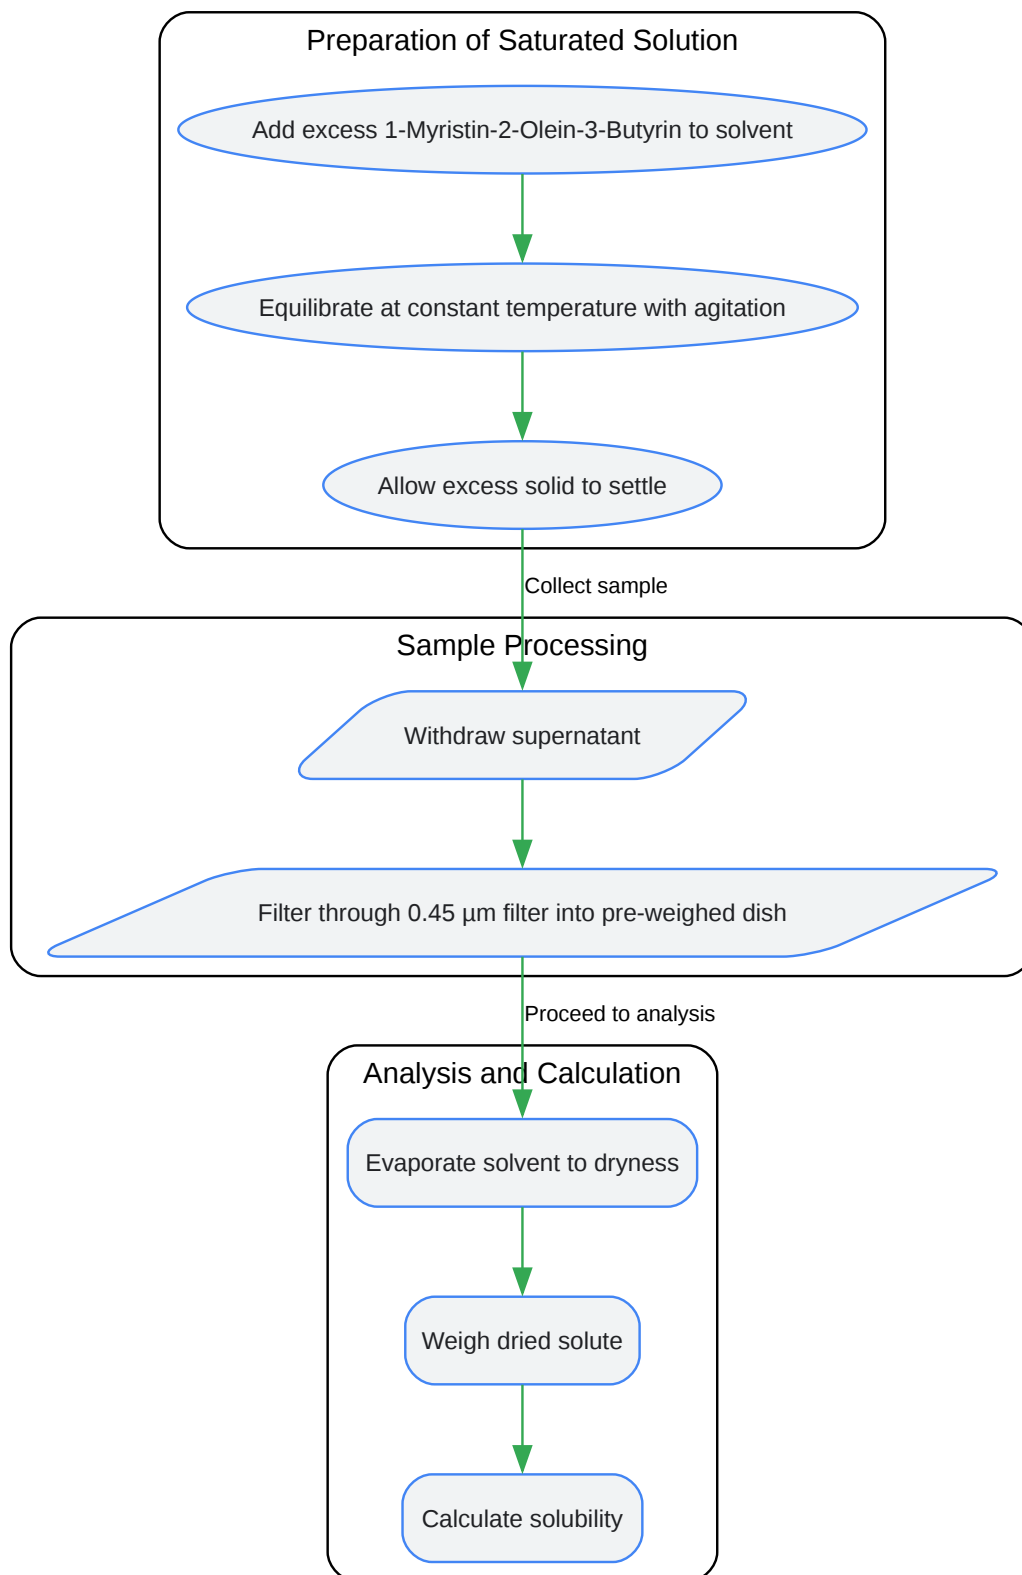 Preparation of Saturated Solution
Add excess 1-Myristin-2-Olein-3-Butyrin to solvent
Equilibrate at constant temperature with agitation
Allow excess solid to settle
Collect sample
Sample Processing
Withdraw supernatant
Filter through 0.45 µm filter into pre-weighed dish
Proceed to analysis
Analysis and Calculation
Evaporate solvent to dryness
Weigh dried solute
Calculate solubility